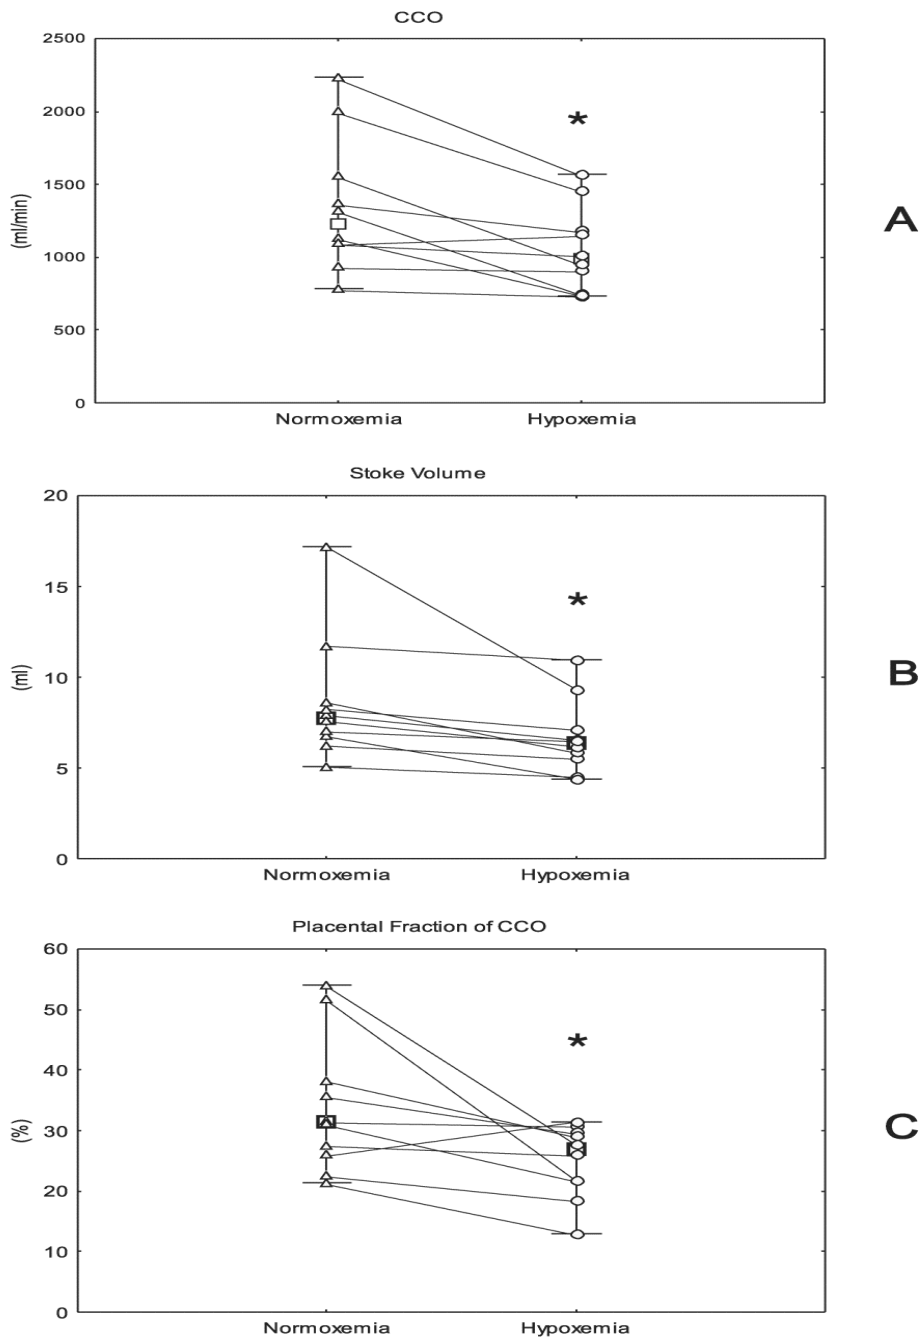 CCO
2500
2000
1500
1000
500
0
(ml/min)
*
A
Normoxemia Hypoxemia
Stoke Volume
20
15
10
5
0
(ml)
*
B
Normoxemia Hypoxemia
Placental Fraction of CCO
60
50
40
30
20
10
0
(%)
*
C
Normoxemia Hypoxemia